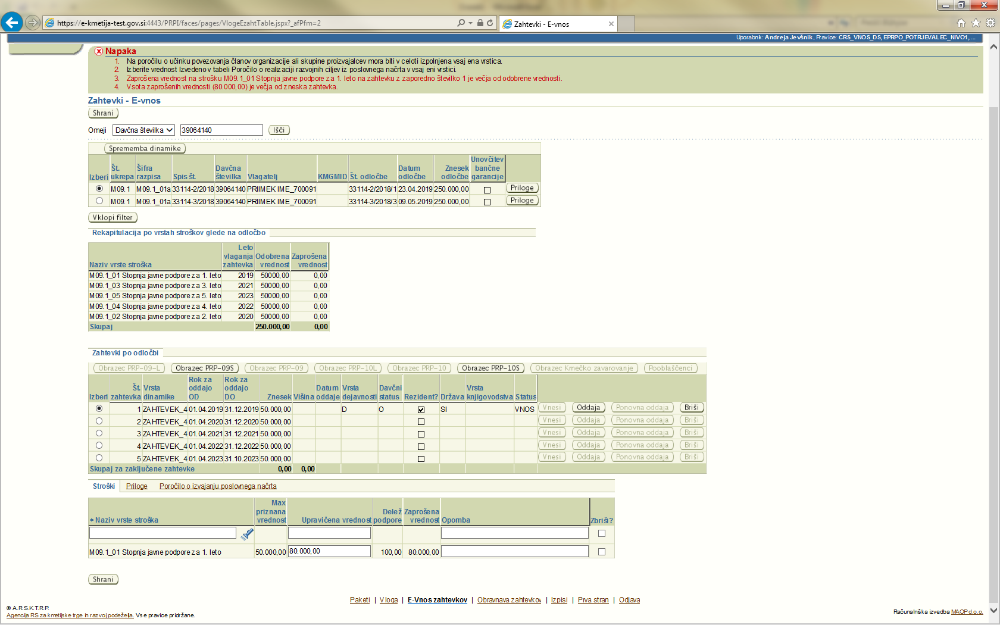 https://e-kmetija-test.gov.si:4443/PRPI/faces/pages/VlogeEzahtTable.jspx?_afPfm=2
Zahtevki - E-vnos
Uporabnik: Andreja Jevšnik, Pravice: CRS_VNOS_DS, EPRPO_POTRJEVALEC_NIVO1, ...
Napaka
1. Na poročilu o učinku povezovanja članov organizacije ali skupine proizvajalcev mora biti v celoti izpolnjena vsaj ena vrstica.
2. Izberite vrednost Izvedeno v tabeli Poročilo o realizaciji razvojnih ciljev iz poslovnega načrta v vsaj eni vrstici.
3. Zaprošena vrednost na strošku M09.1_01 Stopnja javne podpore za 1. leto na zahtevku z zaporedno številko 1 je večja od odobrene vrednosti.
4. Vsota zaprošenih vrednosti (80.000,00) je večja od zneska zahtevka.
Zahtevki - E-vnos
Shrani
Omeji Davčna številka 39064140 Išči
Sprememba dinamike
Izberi Št. ukrepa Šifra razpisa Spis št. Davčna številka Vlagatelj KMGMID Št. odločbe Datum odločbe Znesek odločbe Unovčitev bančne garancije
M09.1 M09.1_01a 33114-2/2018 39064140 PRIIMEK IME_700091 33114-2/2018/1 23.04.2019 250.000,00 Priloge
M09.1 M09.1_01a 33114-3/2018 39064140 PRIIMEK IME_700091 33114-3/2018/3 09.05.2019 250.000,00 Priloge
Vklopi filter
Rekapitulacija po vrstah stroškov glede na odločbo
Naziv vrste stroška Leto vlaganja zahtevka Odobrena vrednost Zaprošena vrednost
M09.1_01 Stopnja javne podpore za 1. leto 2019 50000,00 0,00
M09.1_03 Stopnja javne podpore za 3. leto 2021 50000,00 0,00
M09.1_05 Stopnja javne podpore za 5. leto 2023 50000,00 0,00
M09.1_04 Stopnja javne podpore za 4. leto 2022 50000,00 0,00
M09.1_02 Stopnja javne podpore za 2. leto 2020 50000,00 0,00
Skupaj 250.000,00 0,00
Zahtevki po odločbi
Obrazec PRP-09-L Obrazec PRP-09S Obrazec PRP-09 Obrazec PRP-10L Obrazec PRP-10 Obrazec PRP-10S Obrazec Kmečko zavarovanje Pooblaščenci
Izberi Št. zahtevka Vrsta dinamike Rok za oddajo OD Rok za oddajo DO Znesek Višina Datum oddaje Vrsta dejavnosti Davčni status Rezident? Država Vrsta knjigovodstva Status
1 ZAHTEVEK_4 01.04.2019 31.12.2019 50.000,00 D O SI VNOS Vnesi Oddaja Ponovna oddaja Briši
2 ZAHTEVEK_4 01.04.2020 31.12.2020 50.000,00 Vnesi Oddaja Ponovna oddaja Briši
3 ZAHTEVEK_4 01.04.2021 31.12.2021 50.000,00 Vnesi Oddaja Ponovna oddaja Briši
4 ZAHTEVEK_4 01.04.2022 31.12.2022 50.000,00 Vnesi Oddaja Ponovna oddaja Briši
5 ZAHTEVEK_4 01.04.2023 31.10.2023 50.000,00 Vnesi Oddaja Ponovna oddaja Briši
Skupaj za zaključene zahtevke 0,00 0,00
Stroški Priloge Poročilo o izvajanju poslovnega načrta
* Naziv vrste stroška Max priznana vrednost Upravičena vrednost Delež podpore Zaprošena vrednost Opomba Zbriši?
M09.1_01 Stopnja javne podpore za 1. leto 50.000,00 80.000,00 100,00 80.000,00
Shrani
Paketi | Vloga | E-Vnos zahtevkov | Obravnava zahtevkov | Izpisi | Prva stran | Odjava
© A.R.S.K.T.R.P.
Agencija RS za kmetijske trge in razvoj podeželja. Vse pravice pridržane.
Računalniška izvedba MAOP d.o.o.